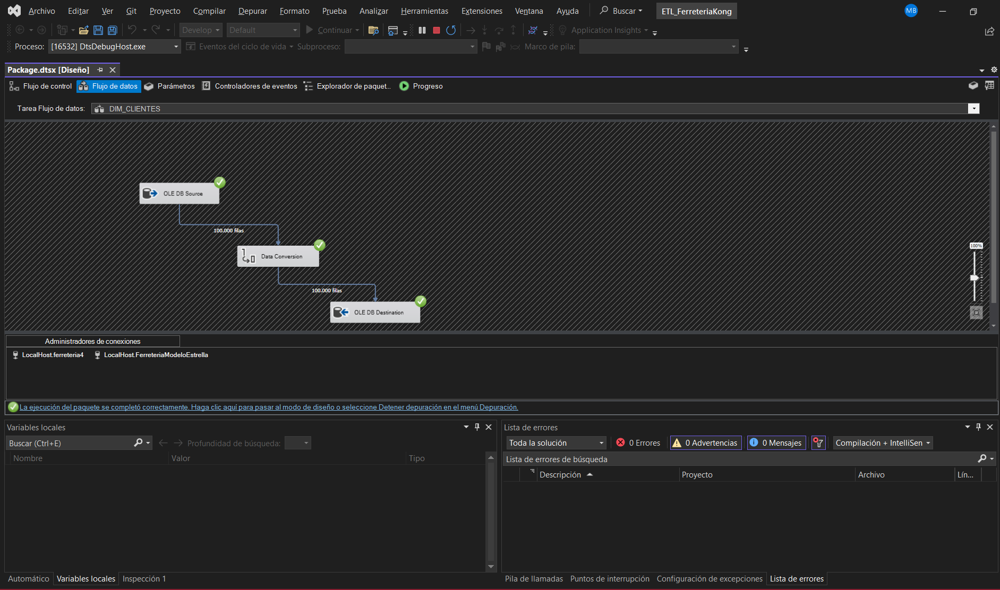 Archivo Editar Ver Git Proyecto Compilar Depurar Formato Prueba Analizar Herramientas Extensiones Ventana Ayuda Buscar ETL_FerreteriaKong MB
Develop Default Continuar Application Insights
Proceso: [16532] DtsDebugHost.exe Eventos del ciclo de vida Subproceso: Marco de pila:
Package.dtsx [Diseño]
Flujo de control Flujo de datos Parámetros Controladores de eventos Explorador de paquet... Progreso
Tarea Flujo de datos: DIM_CLIENTES
OLE DB Source
100.000 filas
100%
Data Conversion
100.000 filas
OLE DB Destination
Administradores de conexiones
LocalHost.ferreteria4 LocalHost.FerreteriaModeloEstrella
La ejecución del paquete se completó correctamente. Haga clic aquí para pasar al modo de diseño o seleccione Detener depuración en el menú Depuración.
Variables locales
Buscar (Ctrl+E) Profundidad de búsqueda:
Nombre Valor Tipo
Automático Variables locales Inspección 1
Lista de errores
Toda la solución 0 Errores 0 Advertencias 0 Mensajes Compilación + IntelliSen
Lista de errores de búsqueda
Descripción Proyecto Archivo Lín...
Pila de llamadas Puntos de interrupción Configuración de excepciones Lista de errores